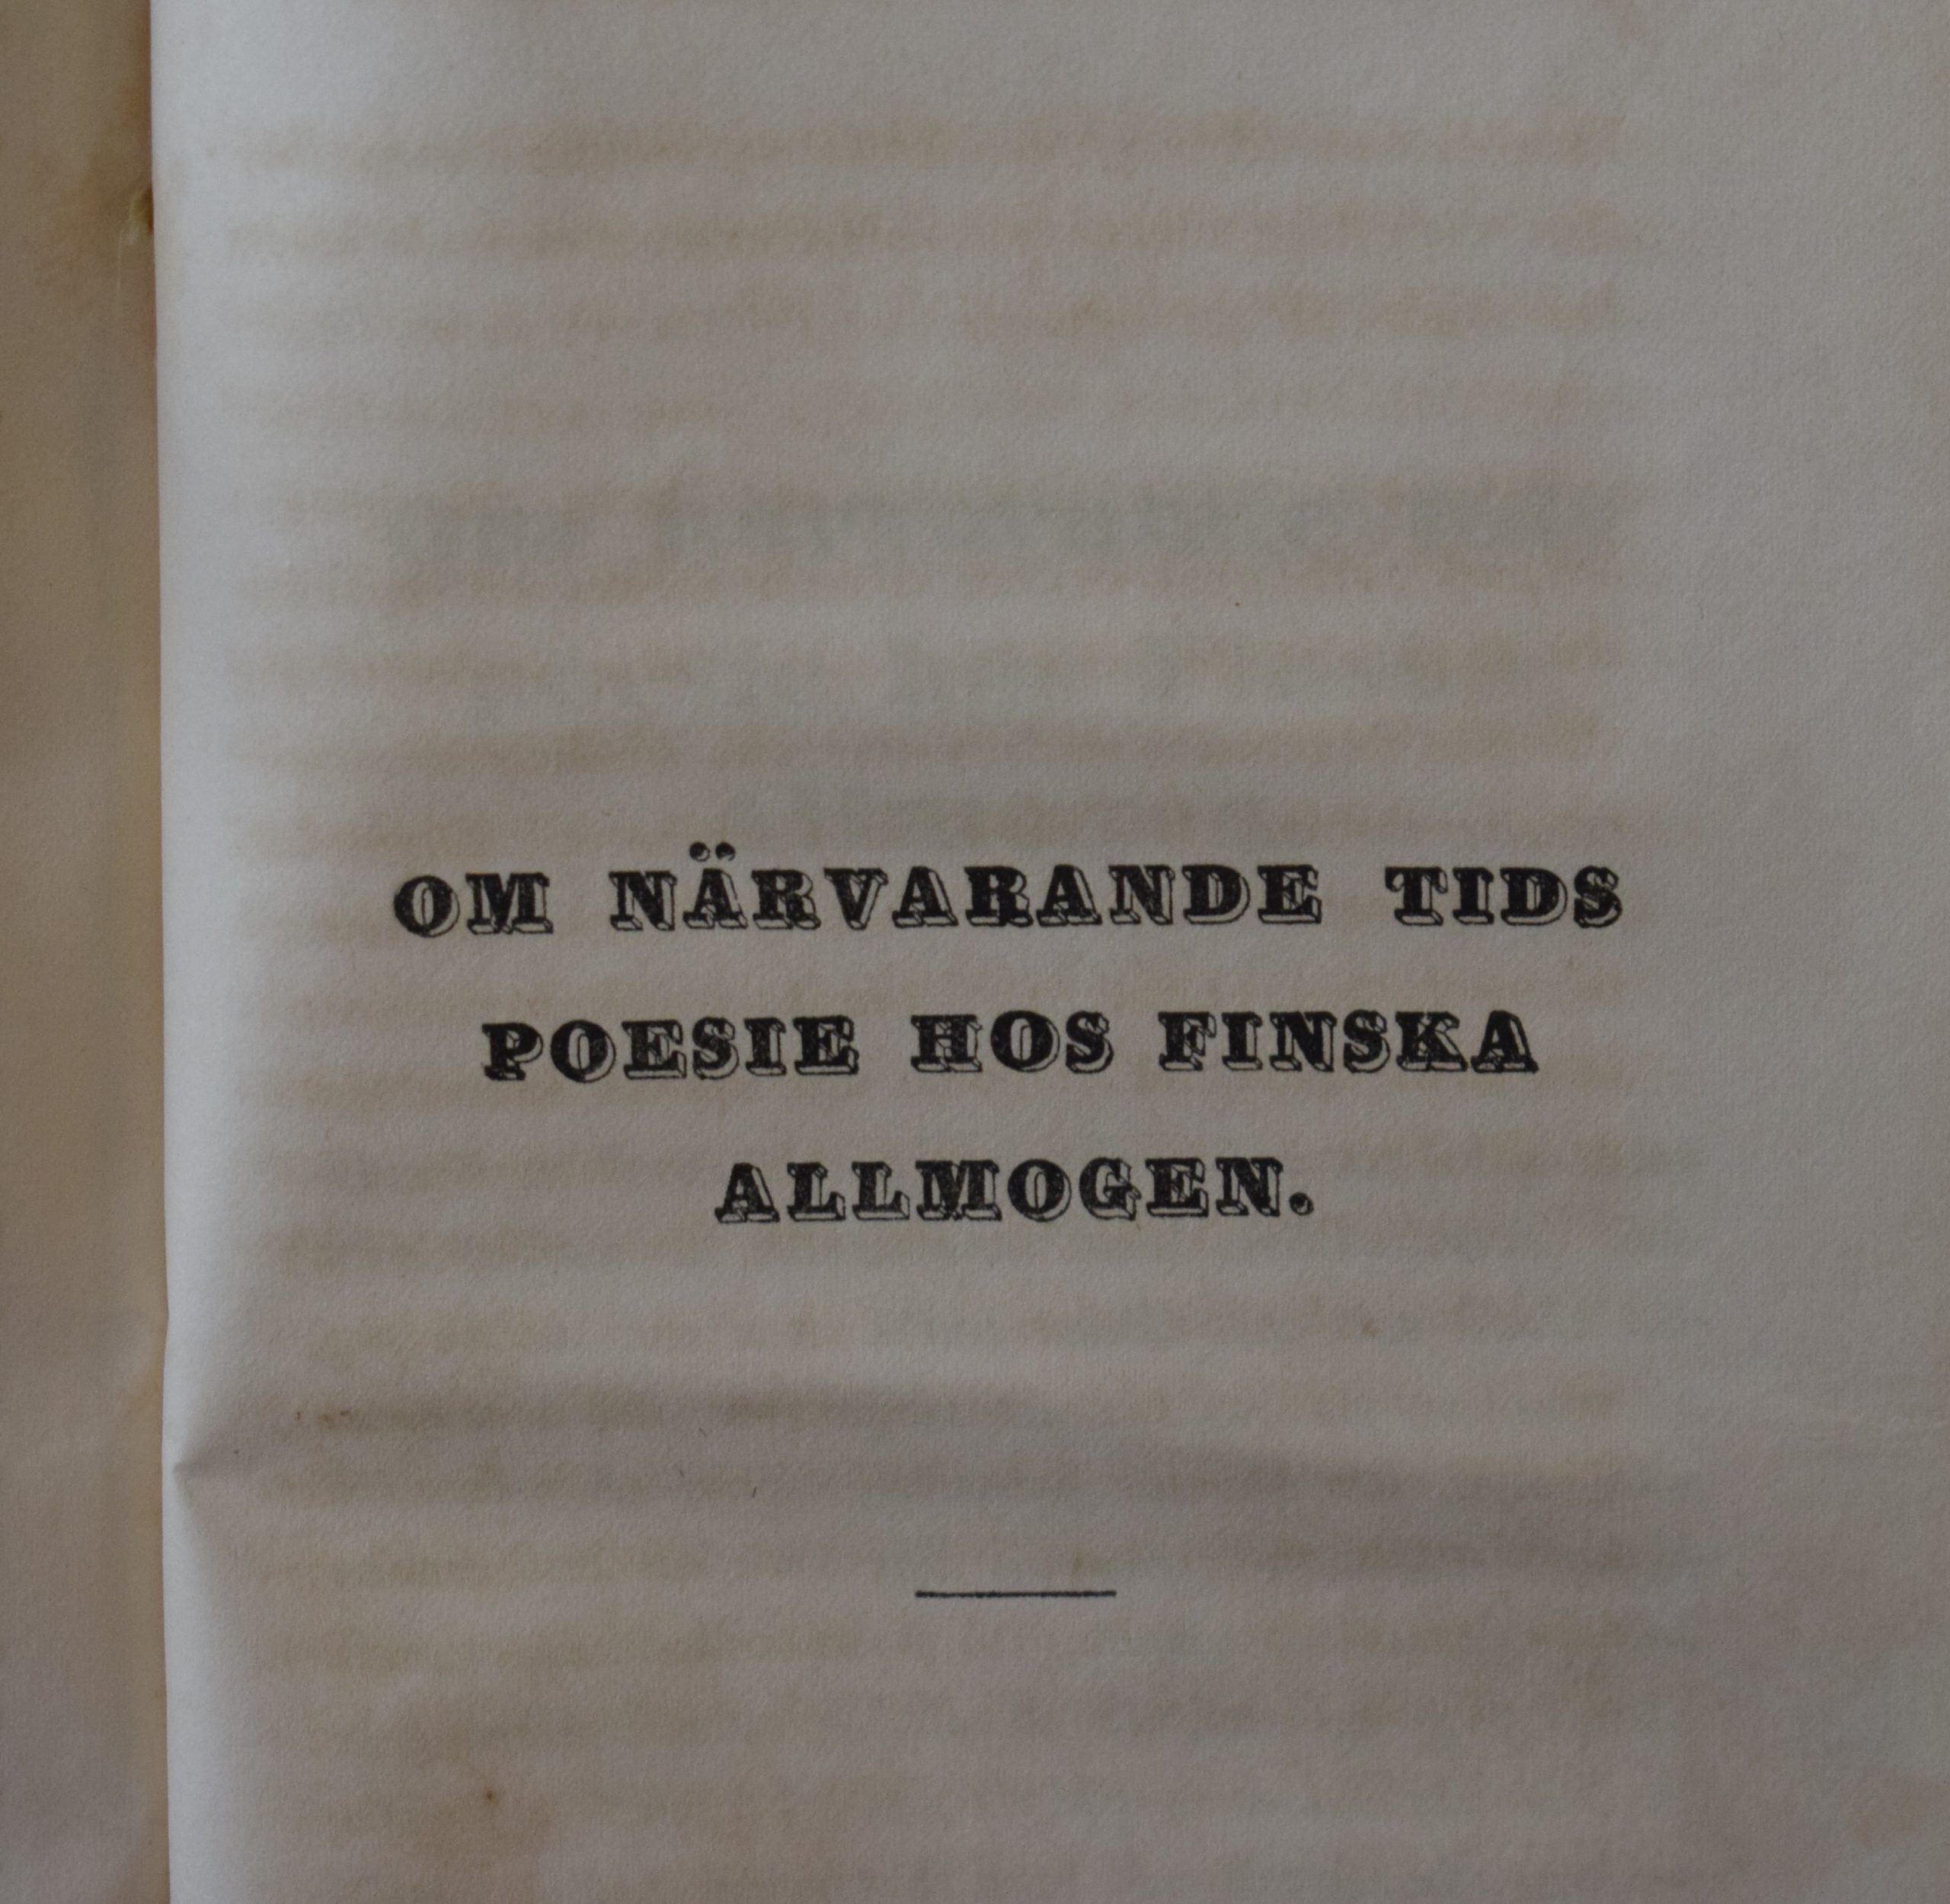 OM NÄRVARANDE TIDS
POESIE HOS FINSKA
ALLMOGEN.